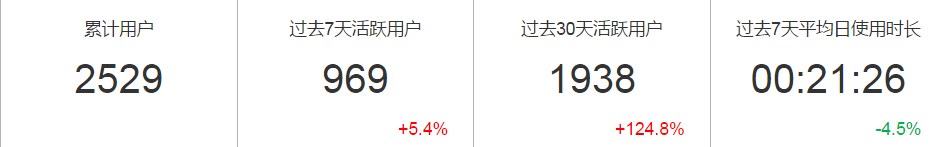 累计用户
2529
过去7天活跃用户
969
+5.4%
过去30天活跃用户
1938
+124.8%
过去7天平均日使用时长
00:21:26
-4.5%